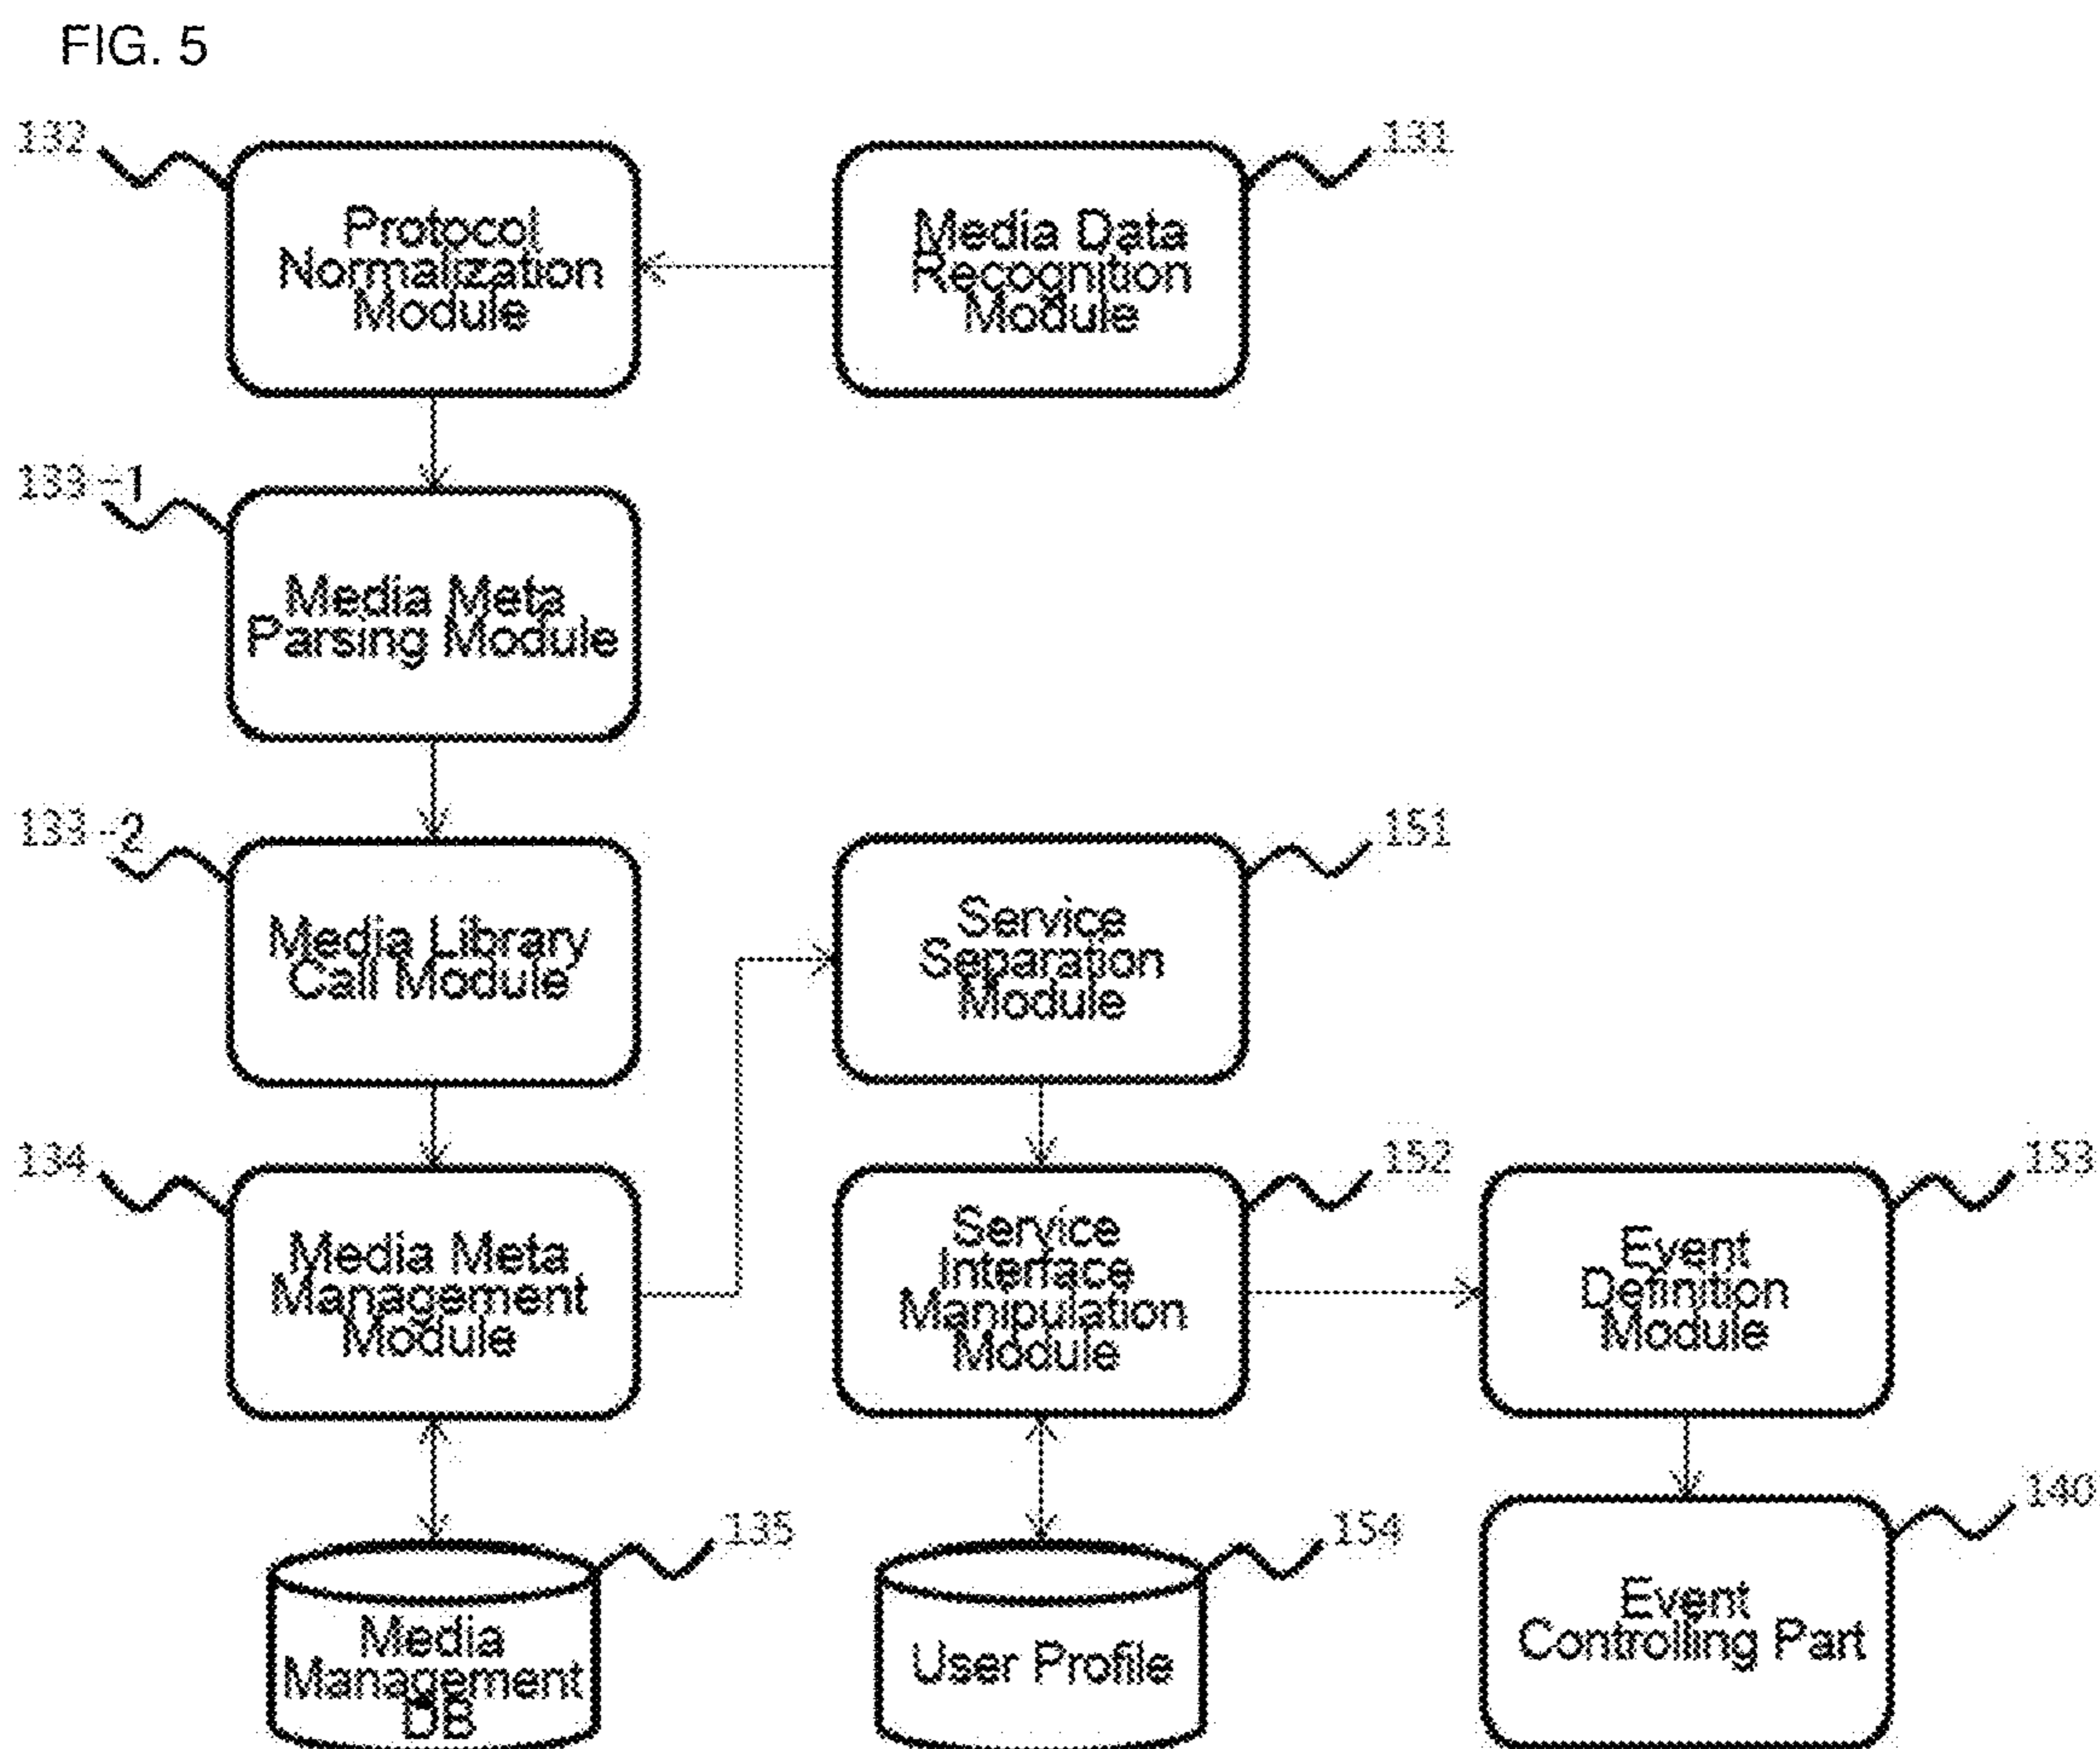 FIG. 5
132
Protocol
Normalization
Module
131
Media Data
Recognition
Module
133-1
Media Meta
Parsing Module
133-2
Media Library
Call Module
151
Service
Separation
Module
134
Media Meta
Management
Module
152
Service
Interface
Manipulation
Module
153
Event
Definition
Module
135
Media
Management
DB
154
User Profile
140
Event
Controlling Part